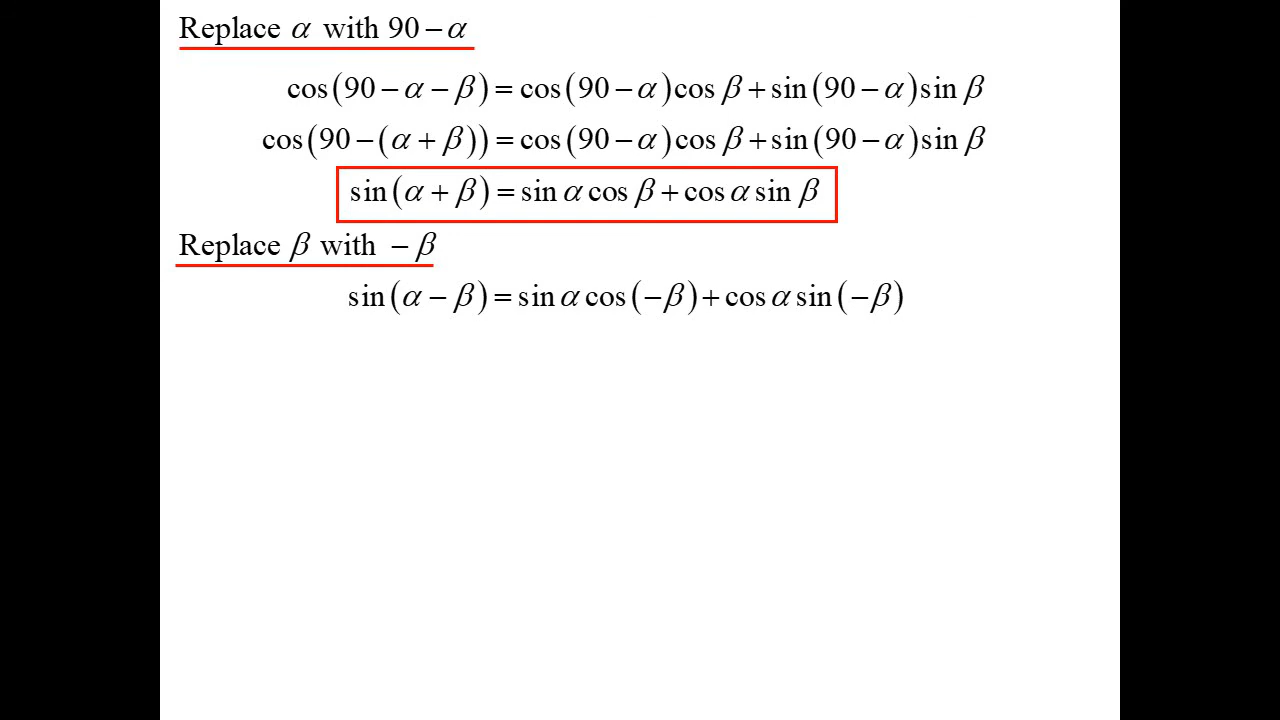 Replace α with 90 − α
cos(90 − α − β) = cos(90 − α)cos β + sin(90 − α)sin β
cos(90 − (α + β)) = cos(90 − α)cos β + sin(90 − α)sin β
sin(α + β) = sin α cos β + cos α sin β
Replace β with − β
sin(α − β) = sin α cos(−β) + cos α sin(−β)